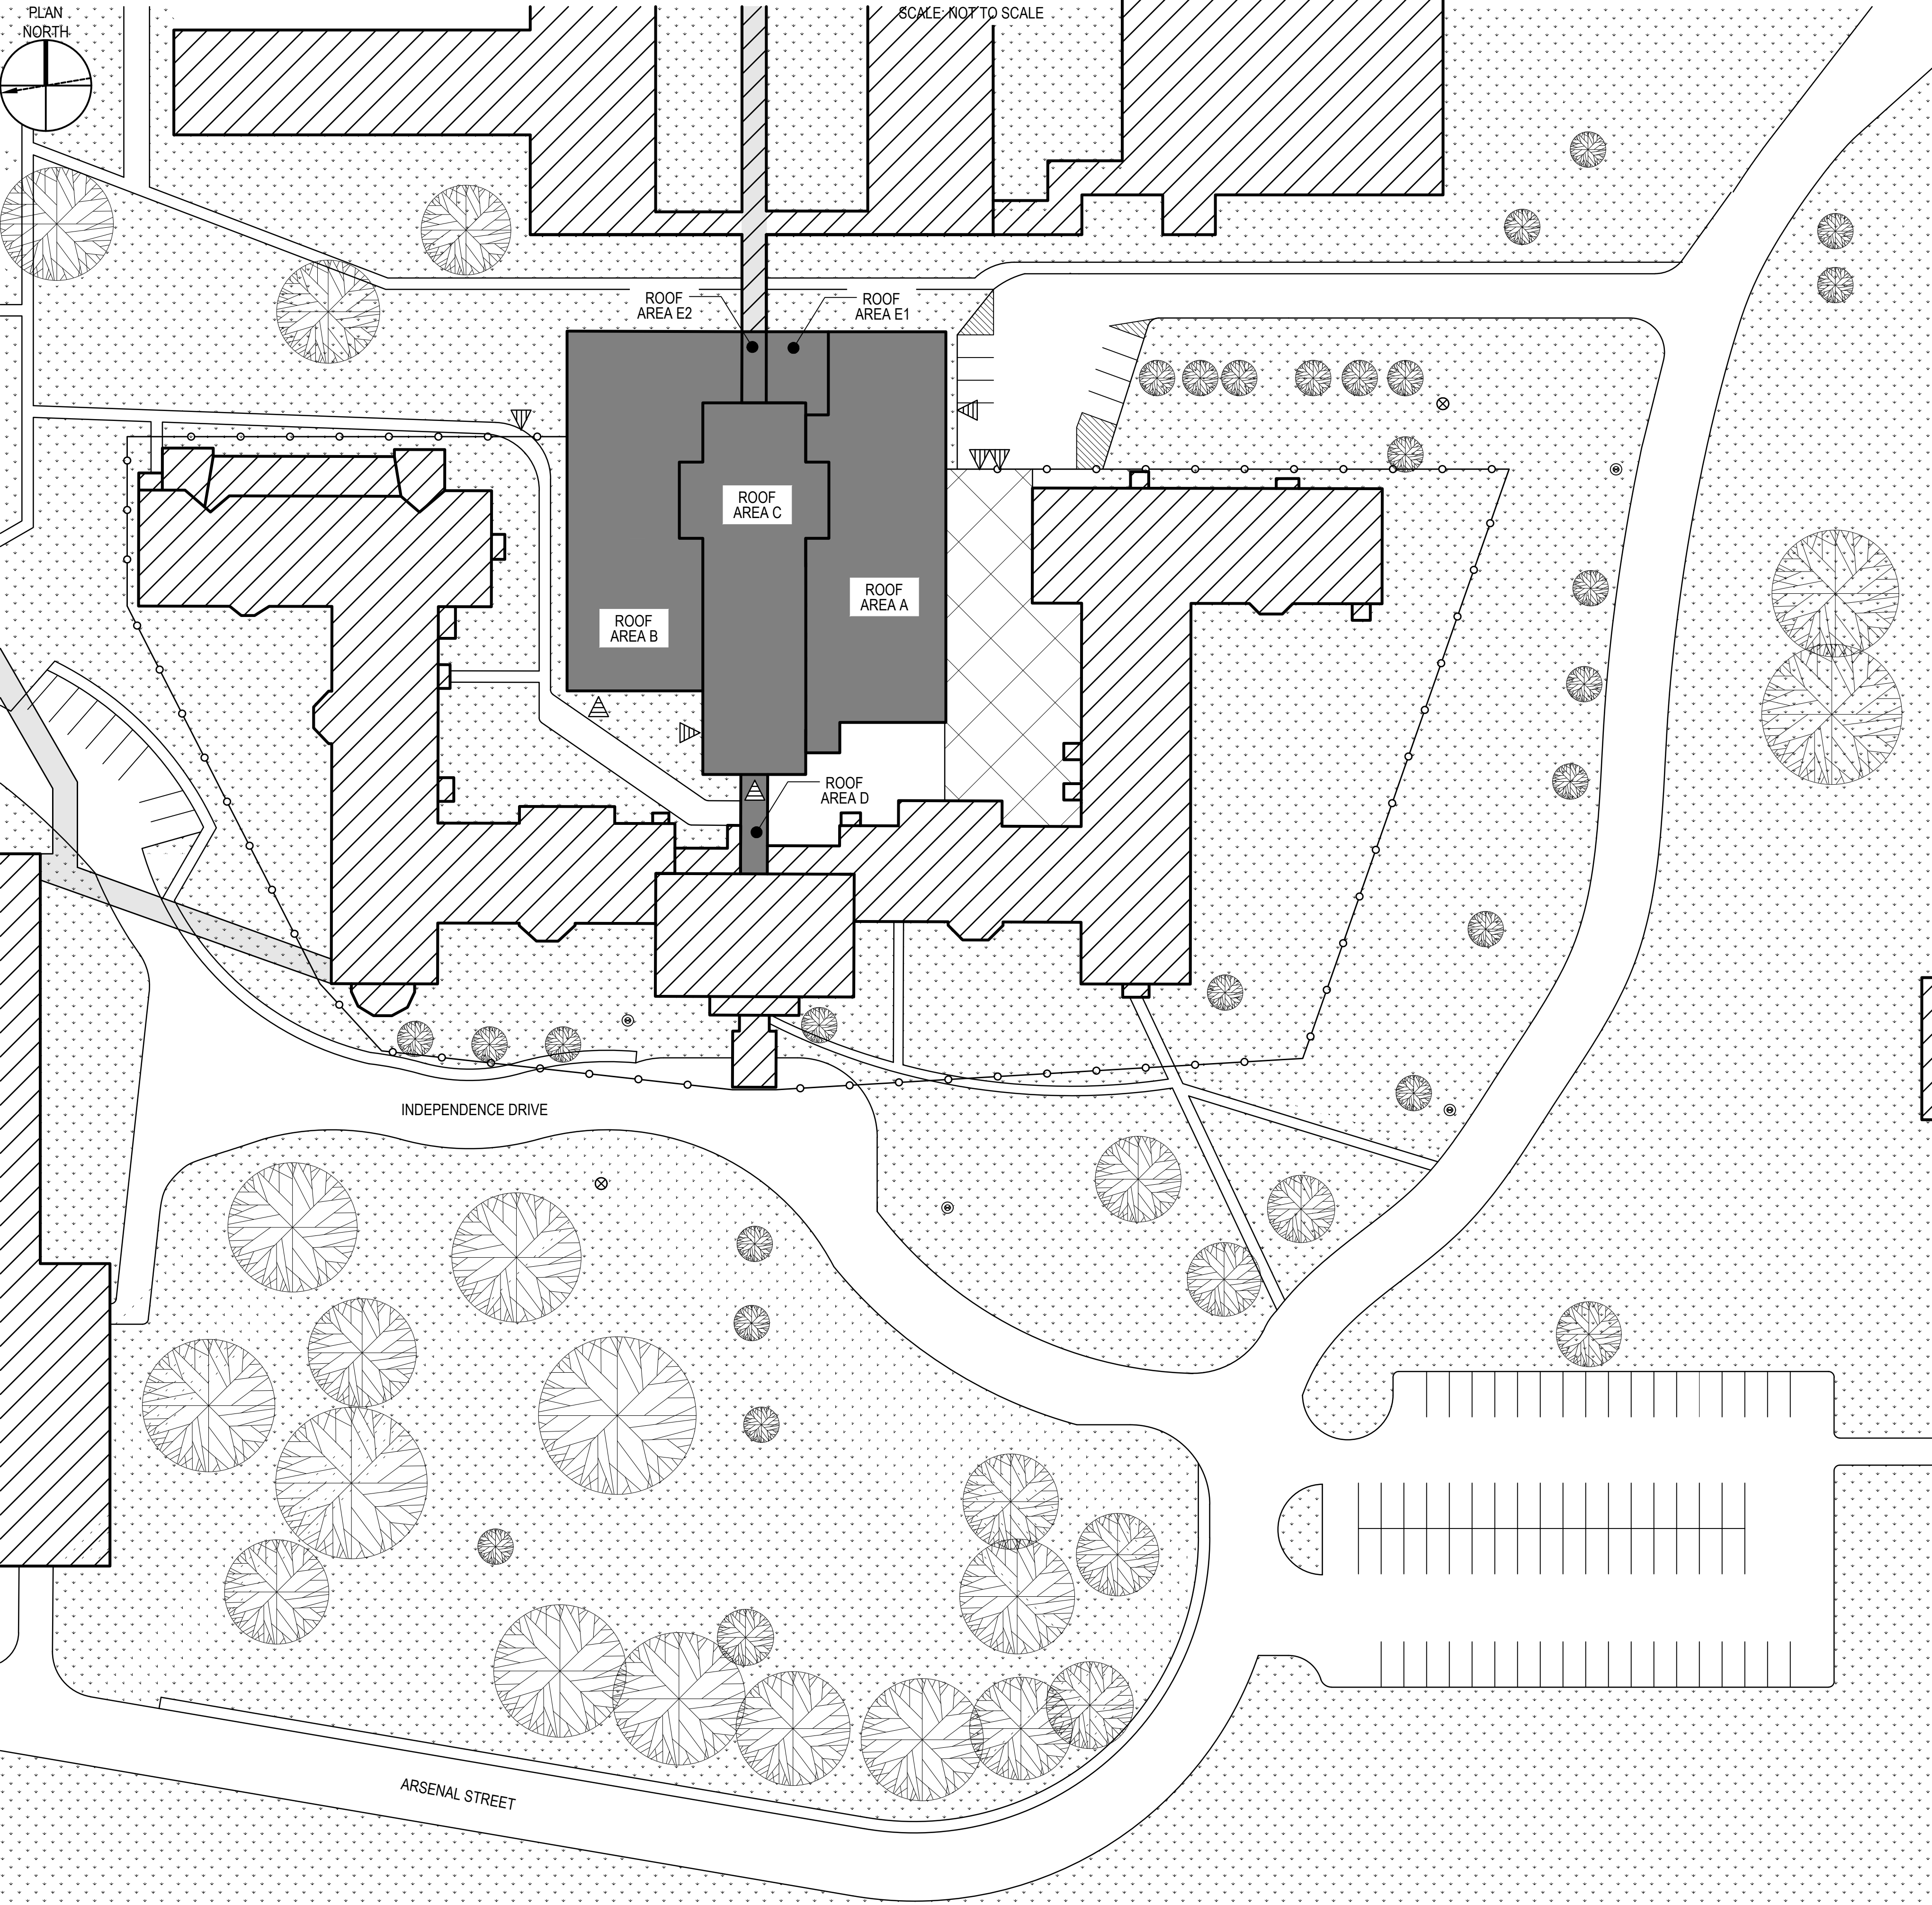 PLAN
NORTH
SCALE: NOT TO SCALE
ROOF
AREA E2
ROOF
AREA E1
ROOF
AREA C
ROOF
AREA A
ROOF
AREA B
ROOF
AREA D
INDEPENDENCE DRIVE
ARSENAL STREET